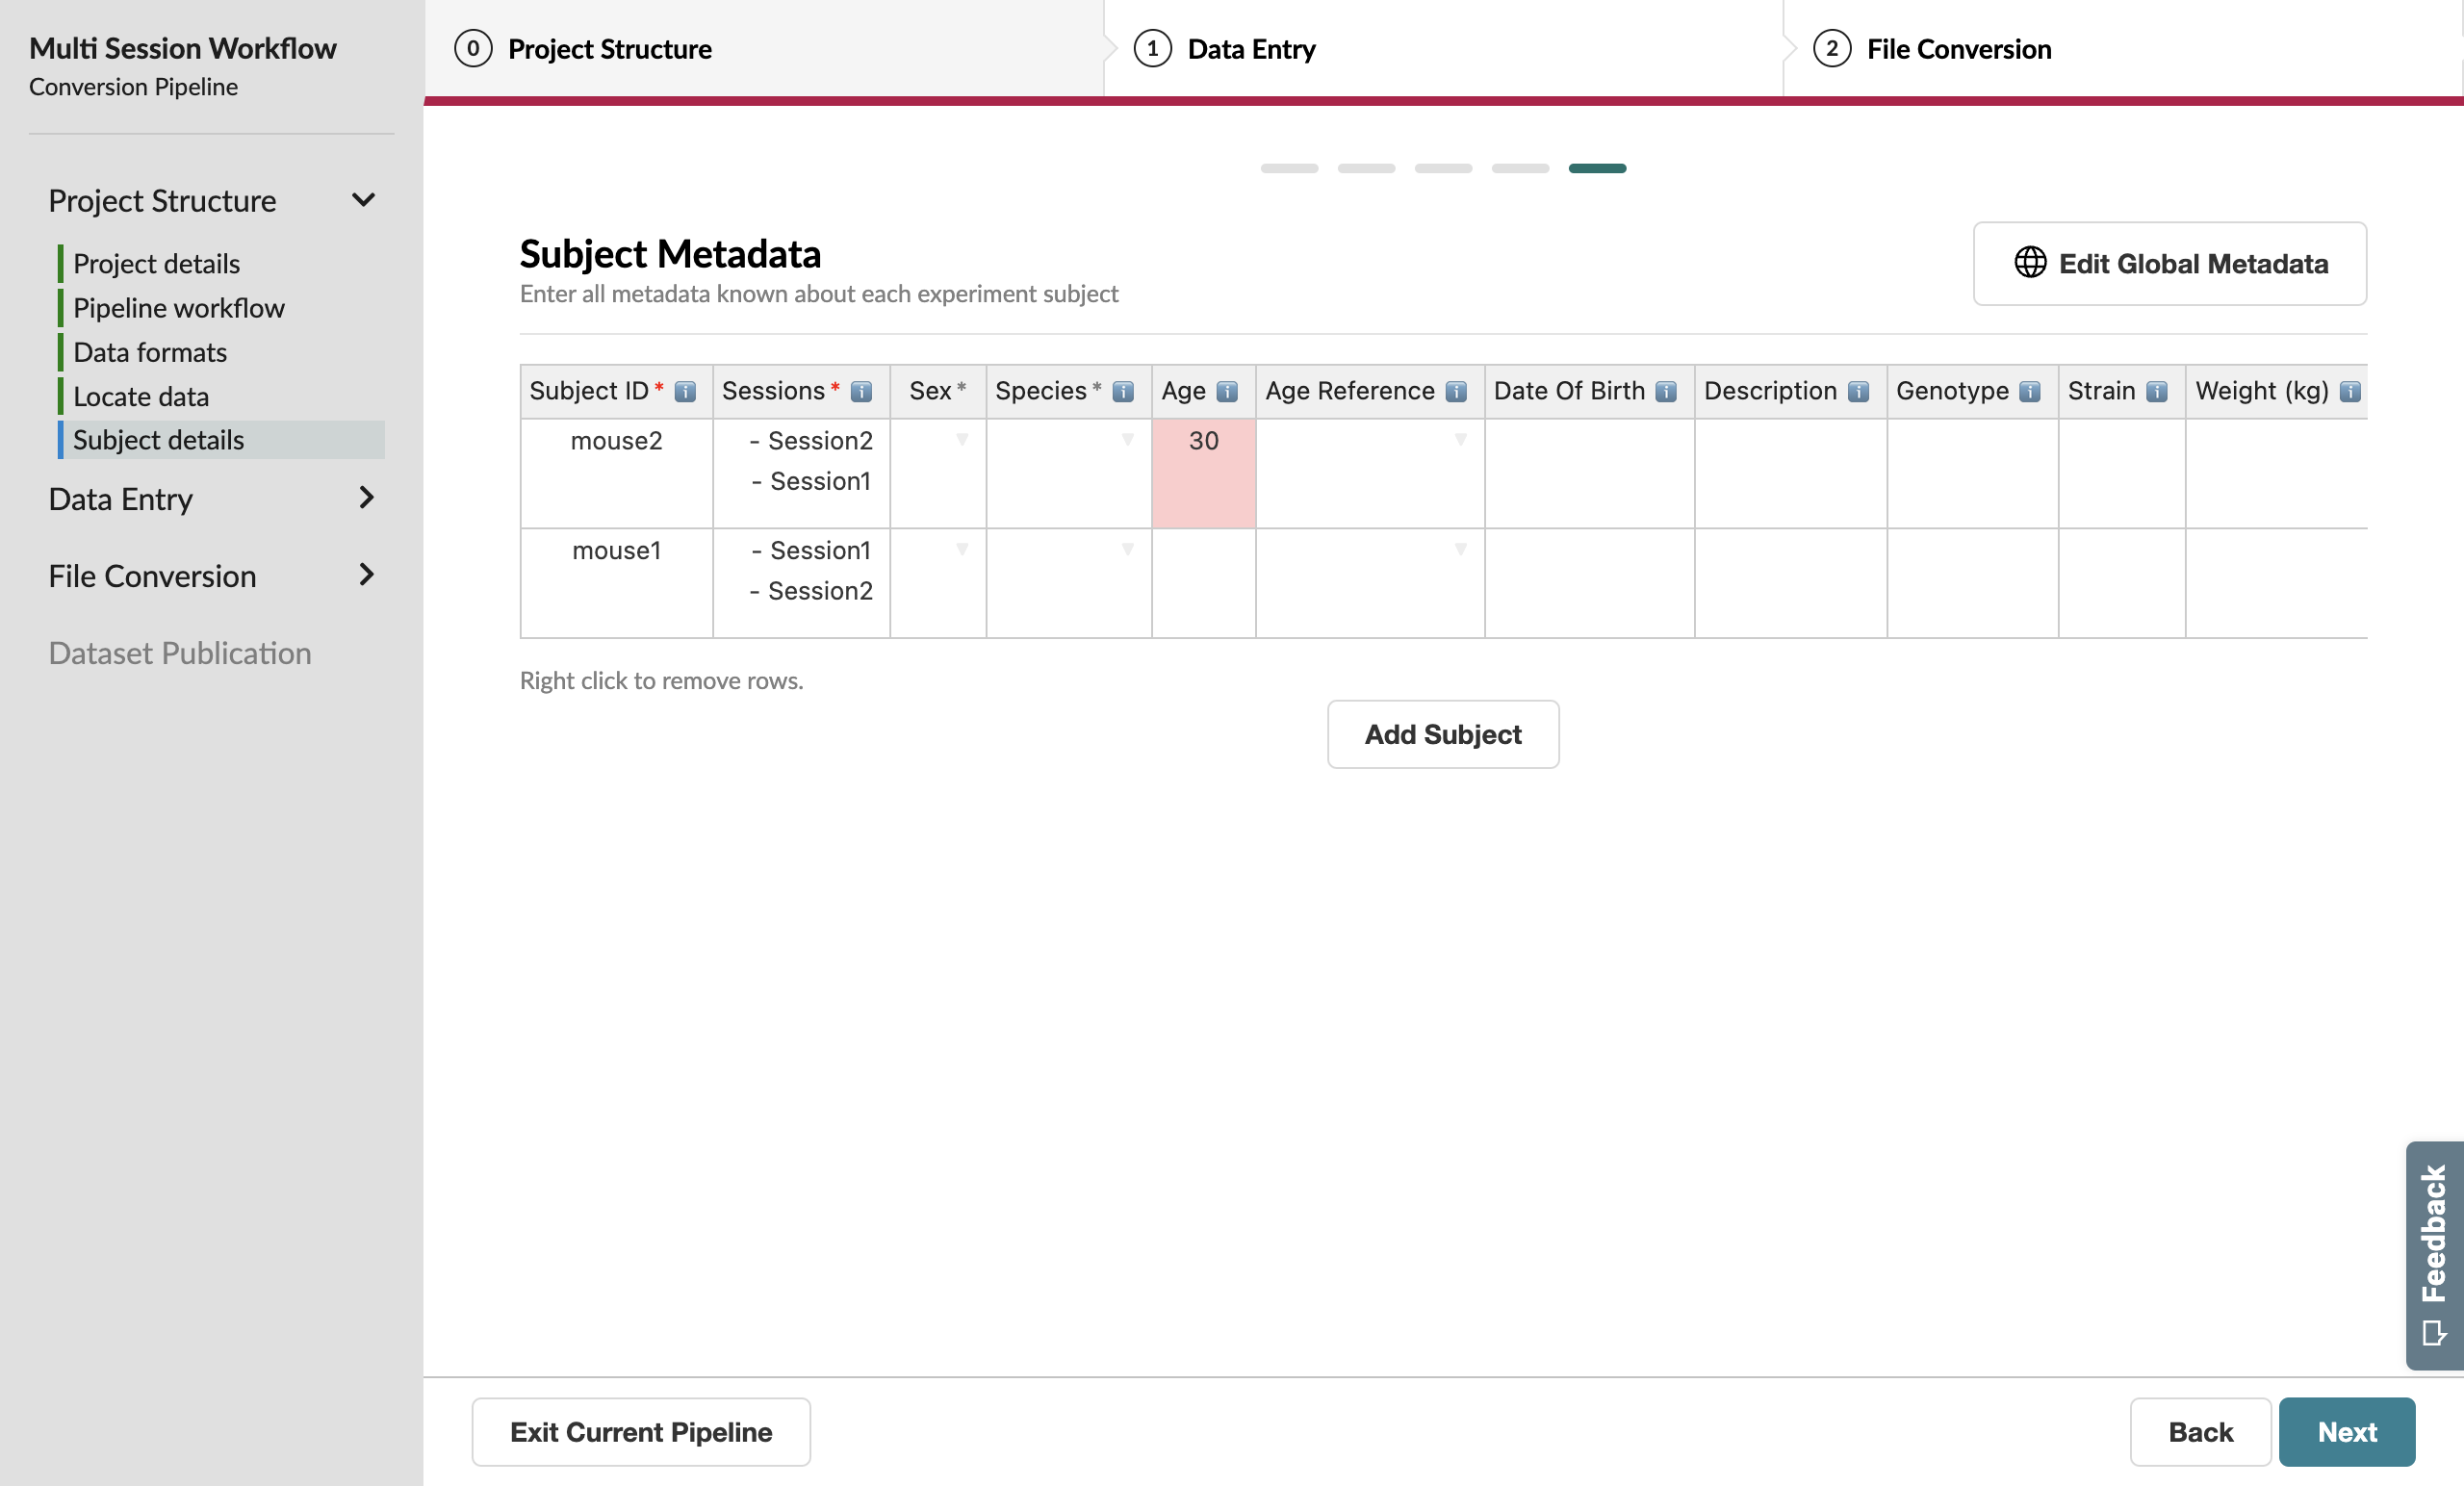 Multi Session Workflow
Conversion Pipeline
Project Structure
Project details
Pipeline workflow
Data formats
Locate data
Subject details
Data Entry
File Conversion
Dataset Publication
0 Project Structure
1 Data Entry
2 File Conversion
Subject Metadata
Enter all metadata known about each experiment subject
Edit Global Metadata
Subject ID * i Sessions * i Sex * Species * i Age i Age Reference i Date Of Birth i Description i Genotype i Strain i Weight (kg) i
mouse2 - Session2 30
- Session1
mouse1 - Session1
- Session2
Right click to remove rows.
Add Subject
Feedback
Exit Current Pipeline
Back
Next